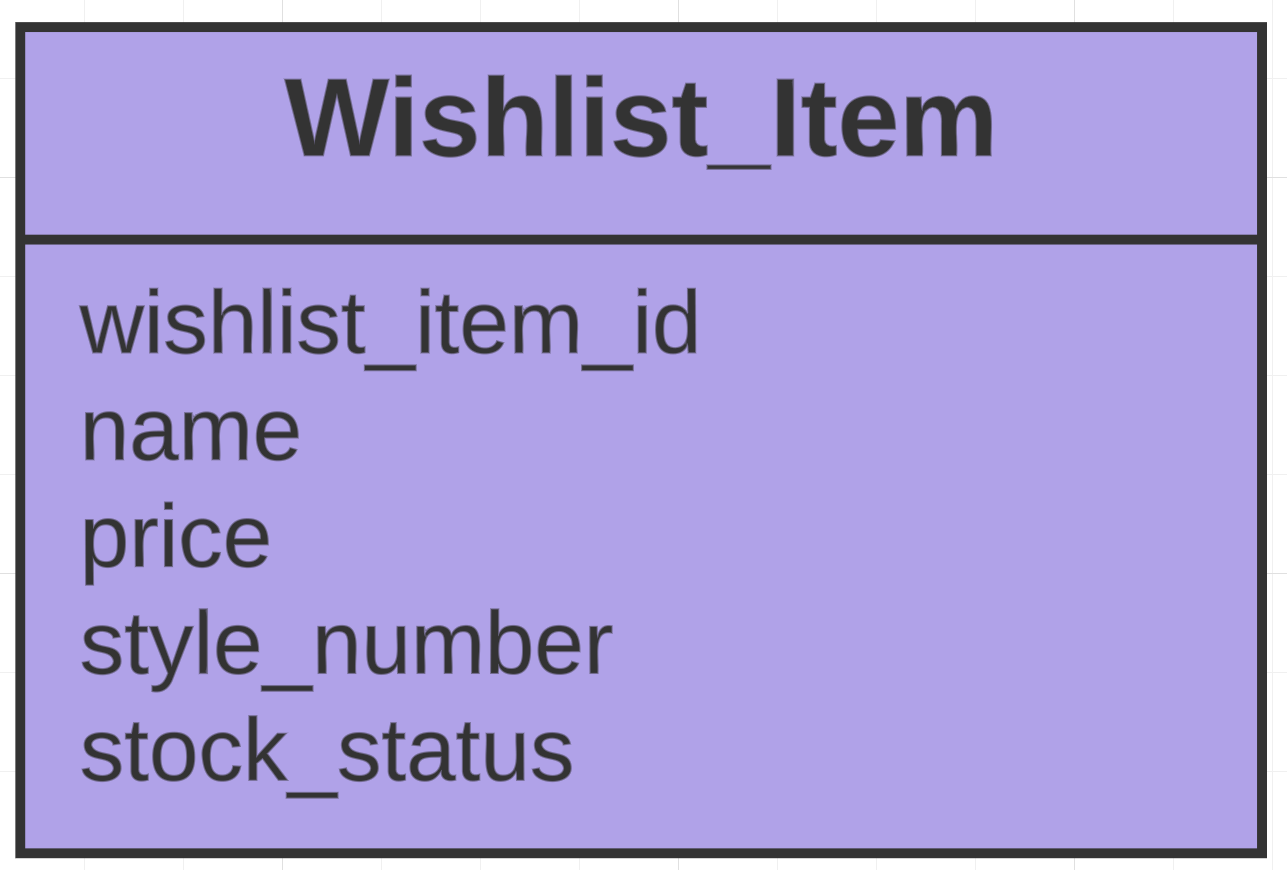 Wishlist_Item
wishlist_item_id
name
price
style_number
stock_status